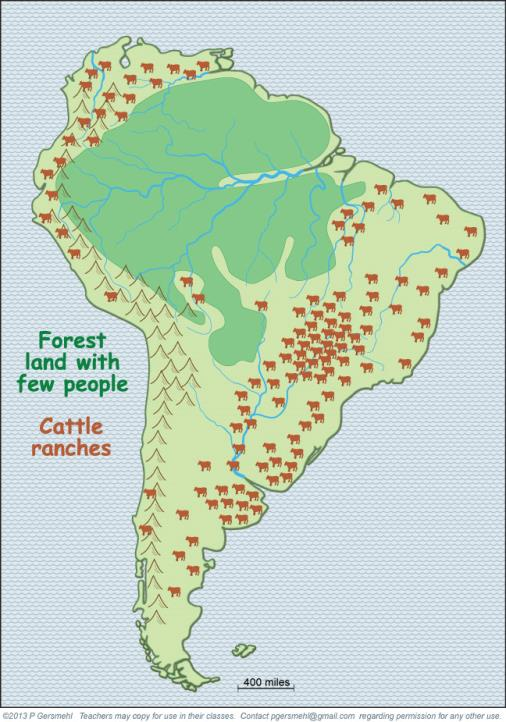 Forest
land with
few people
Cattle
ranches
400 miles
©2013 P Gersmehl   Teachers may copy for use in their classes.   Contact pgersmehl@gmail.com  regarding permission for any other use.